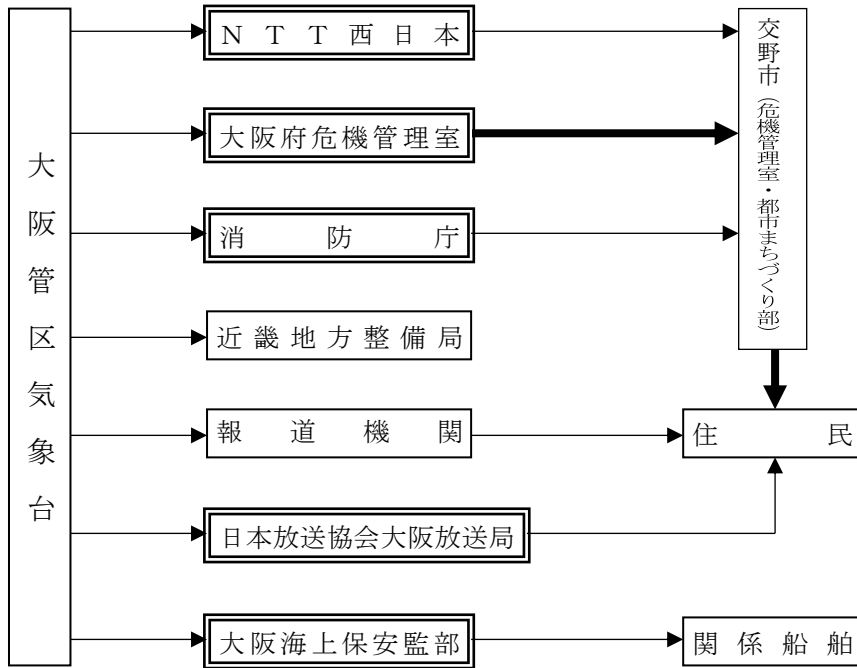 大阪管区気象台
NTT西日本
大阪府危機管理室
消防庁
近畿地方整備局
報道機関
日本放送協会大阪放送局
大阪海上保安監部
交野市(危機管理室・都市まちづくり部)
住民
関係船舶